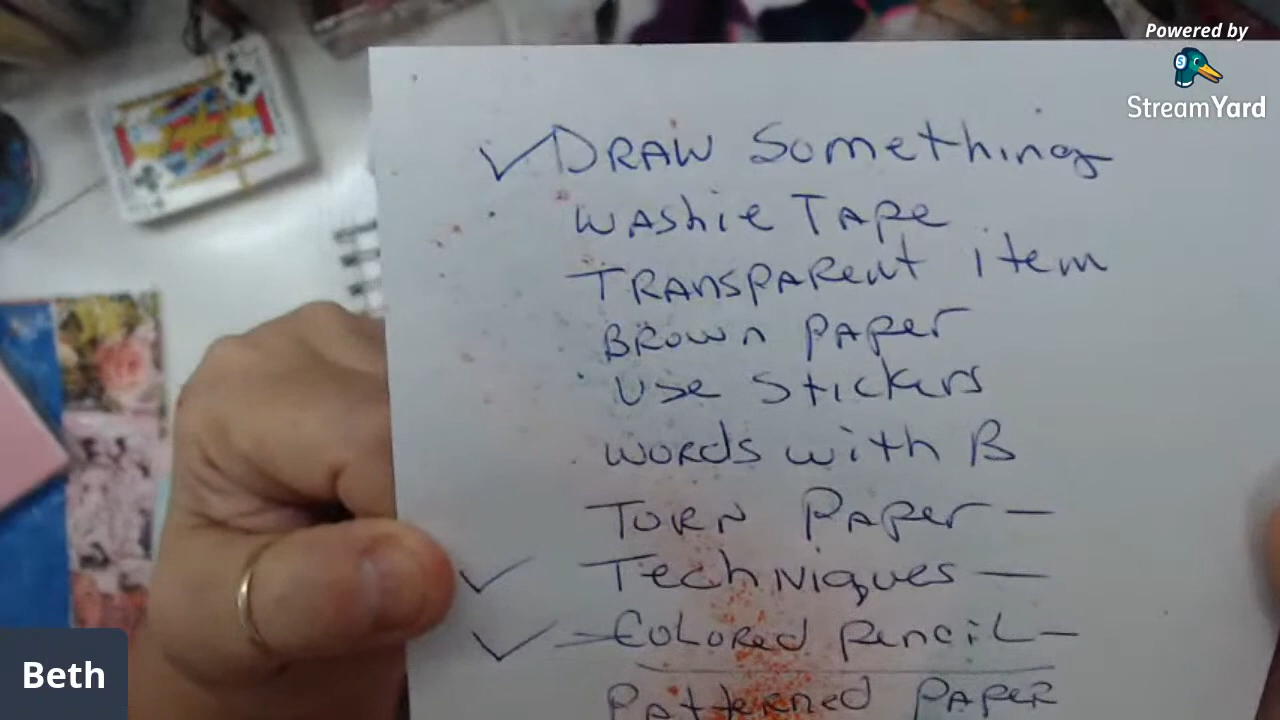 Powered by
StreamYard
✓ DRAW Something
WAShie TApe
TRANSPARent item
BROwn PApeR
Use Stickers
WORds with B
TORN PAPeR —
✓ TechNiques —
✓ — COLORed penciL —
PATTeRned PAPeR
Beth